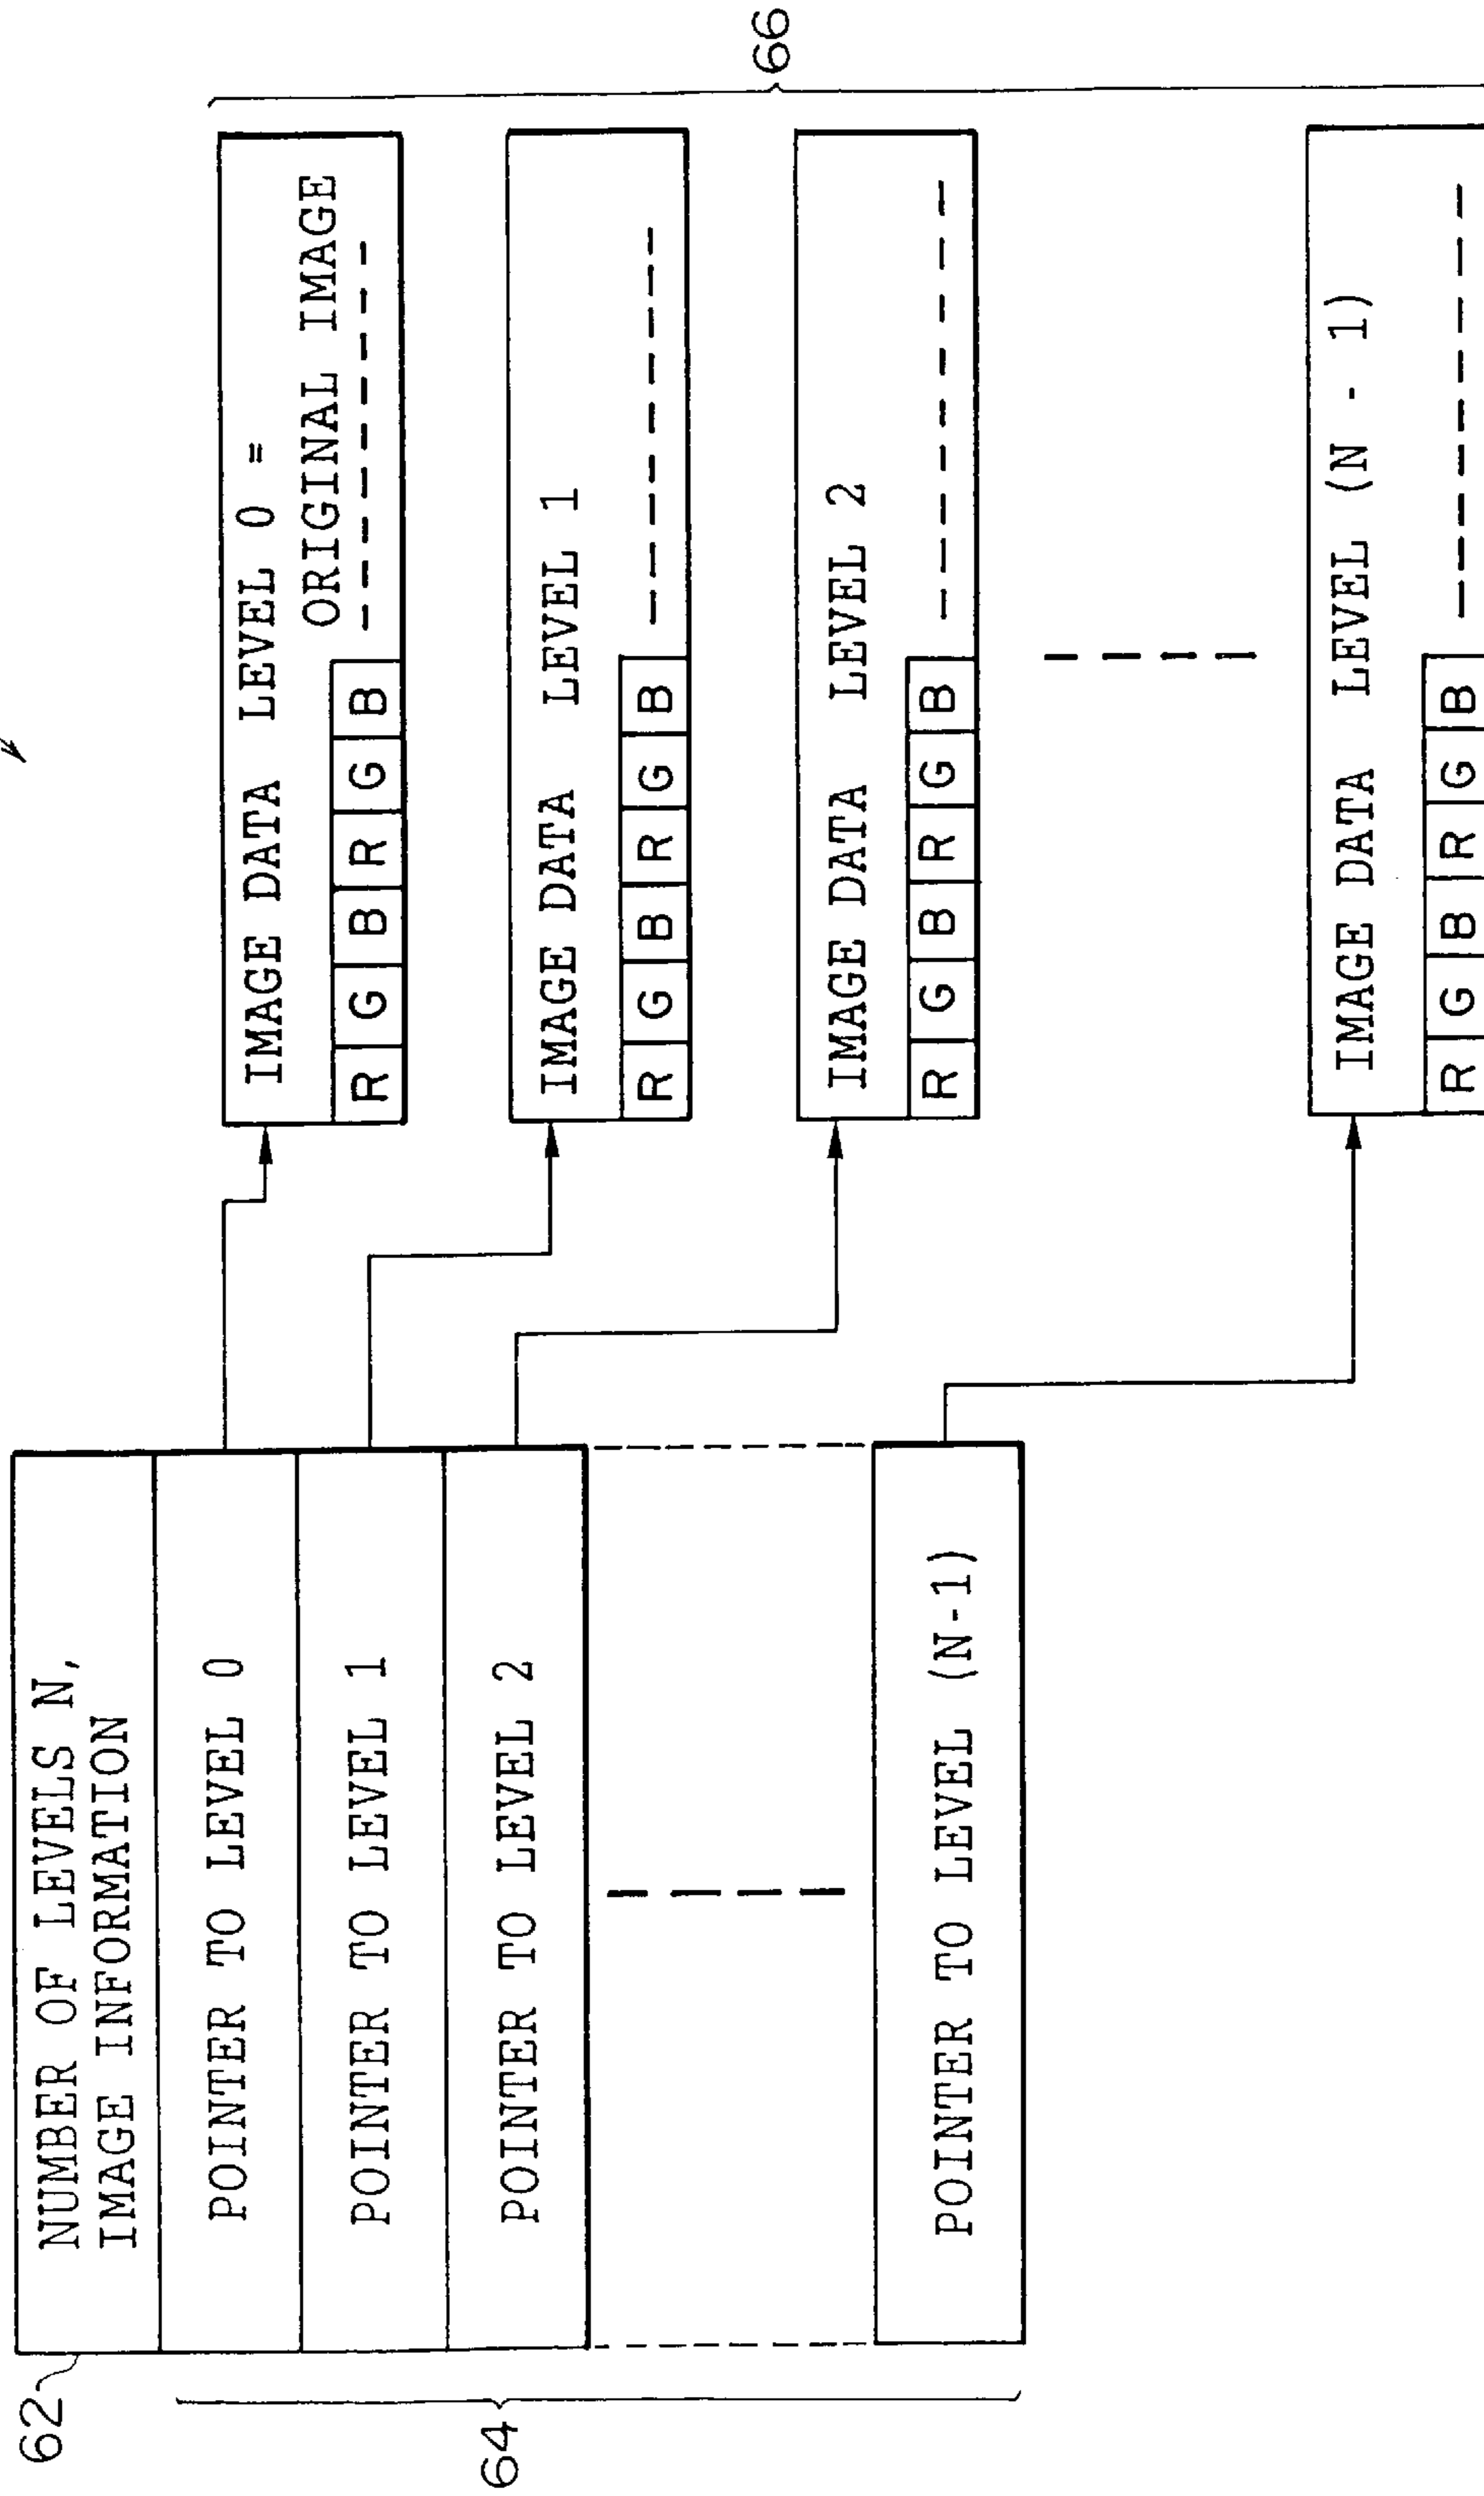 62
NUMBER OF LEVELS N,
IMAGE INFORMATION
64
POINTER TO LEVEL 0
POINTER TO LEVEL 1
POINTER TO LEVEL 2
POINTER TO LEVEL (N-1)
66
IMAGE DATA LEVEL 0 =
ORIGINAL IMAGE
R G B R G B
IMAGE DATA LEVEL 1
R G B R G B
IMAGE DATA LEVEL 2
R G B R G B
IMAGE DATA LEVEL (N - 1)
R G B R G B